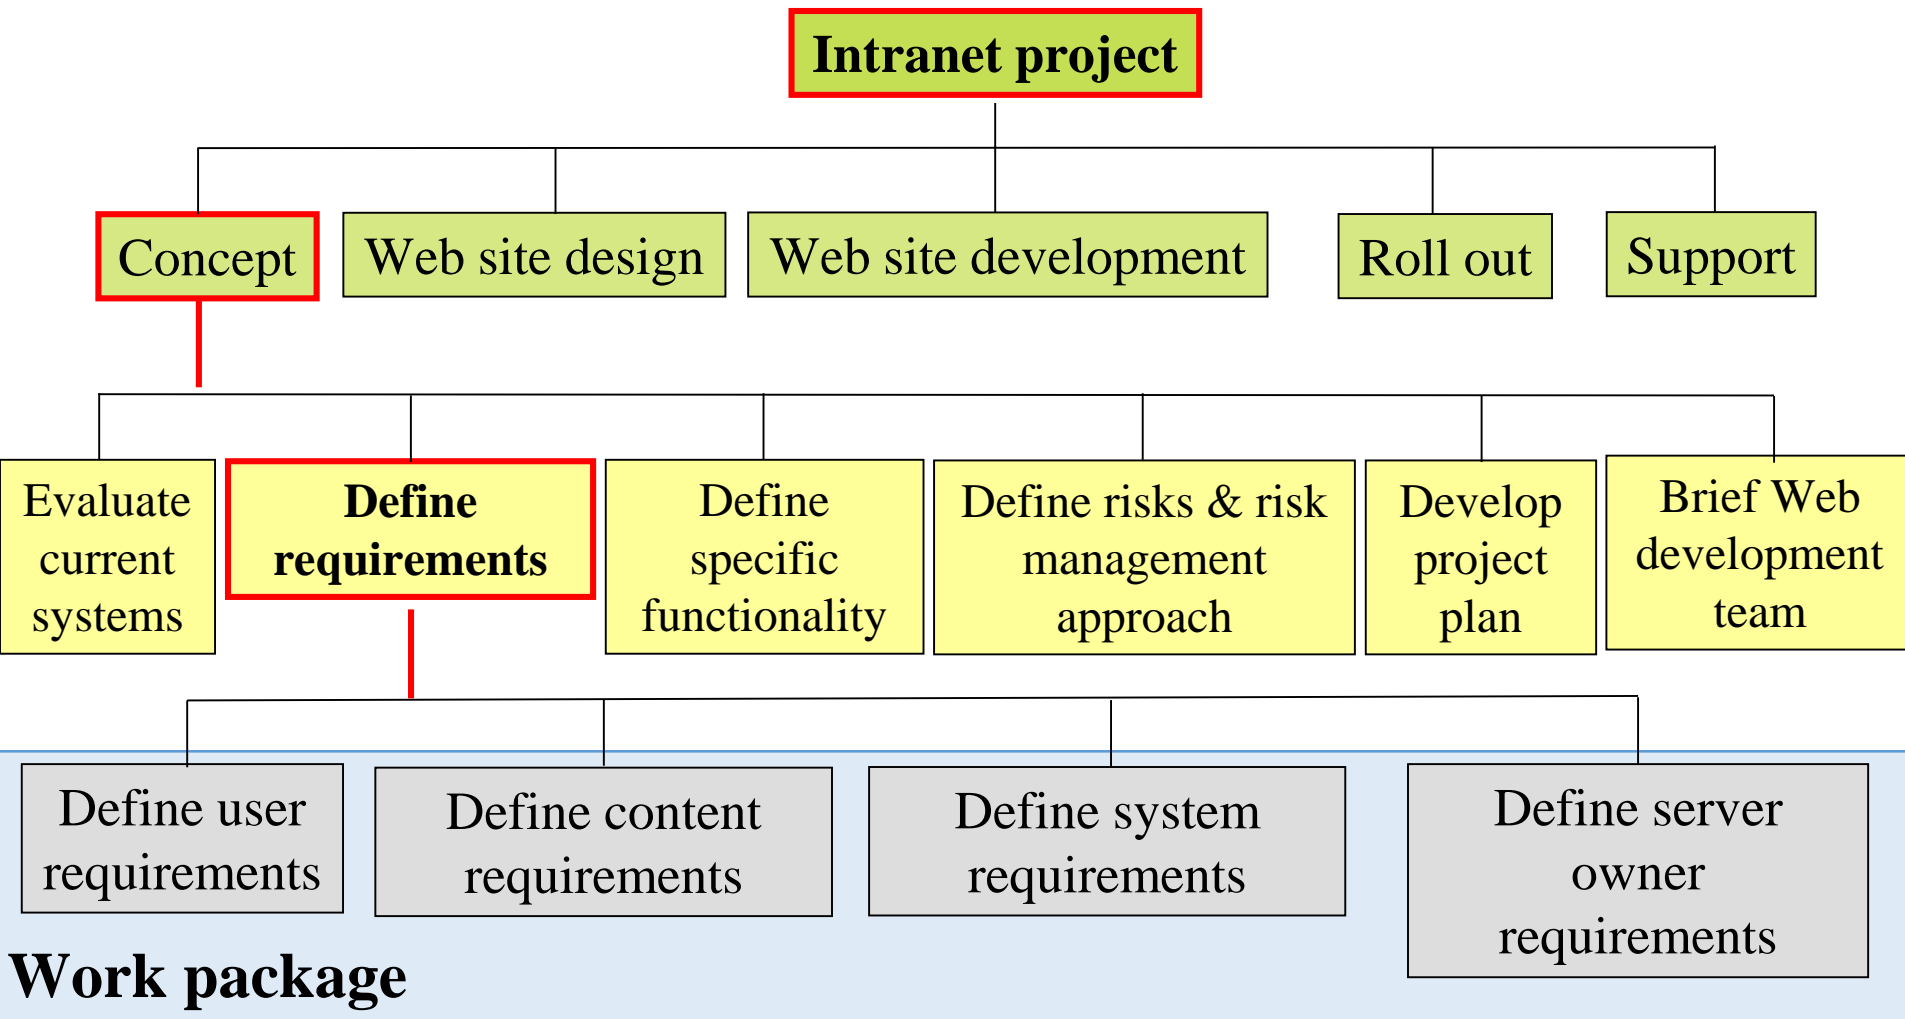 Intranet project
Concept
Web site design
Web site development
Roll out
Support
Evaluate
current
systems
Define
requirements
Define
specific
functionality
Define risks & risk
management
approach
Develop
project
plan
Brief Web
development
team
Define user
requirements
Define content
requirements
Define system
requirements
Define server
owner
requirements
Work package